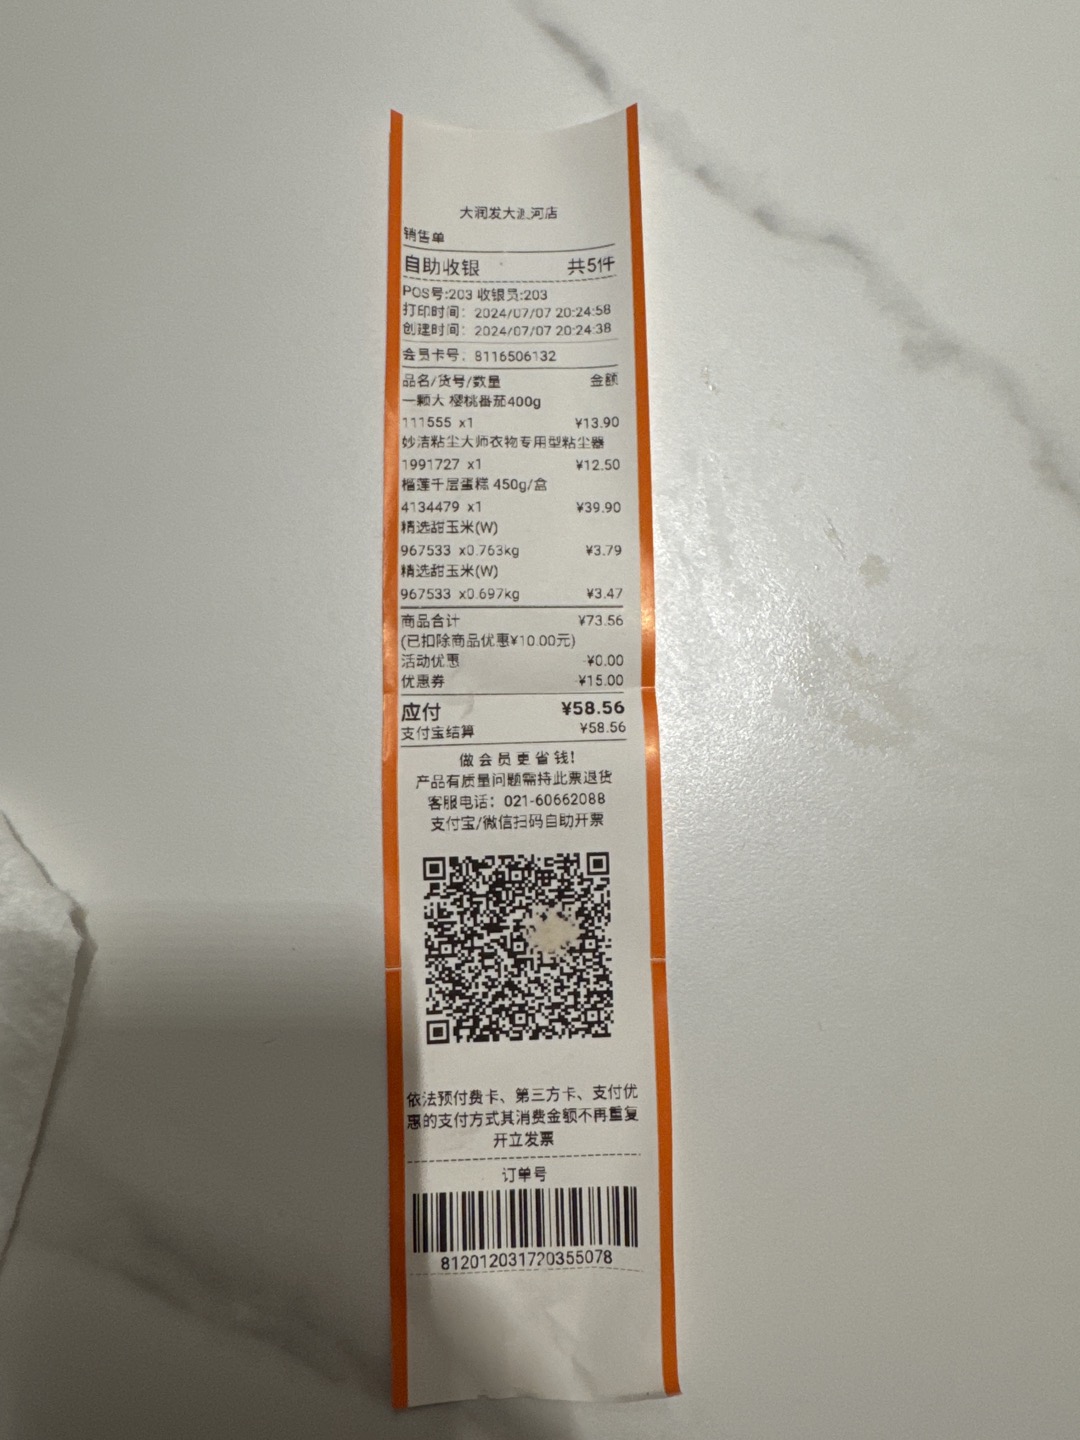 大润发大运河店
销售单
自助收银 共5件
POS号:203 收银员:203
打印时间: 2024/07/07 20:24:58
创建时间: 2024/07/07 20:24:38
会员卡号: 8116506132
品名/货号/数量 金额
一颗大 樱桃番茄400g
111555 x1 ¥13.90
妙洁粘尘大师衣物专用型粘尘器
1991727 x1 ¥12.50
榴莲千层蛋糕 450g/盒
4134479 x1 ¥39.90
精选甜玉米(W)
967533 x0.763kg ¥3.79
精选甜玉米(W)
967533 x0.697kg ¥3.47
商品合计 ¥73.56
(已扣除商品优惠¥10.00元)
活动优惠 -¥0.00
优惠券 -¥15.00
应付 ¥58.56
支付宝结算 ¥58.56
做会员更省钱!
产品有质量问题需持此票退货
客服电话: 021-60662088
支付宝/微信扫码自助开票
依法预付费卡、第三方卡、支付优
惠的支付方式其消费金额不再重复
开立发票
订单号
812012031720355078